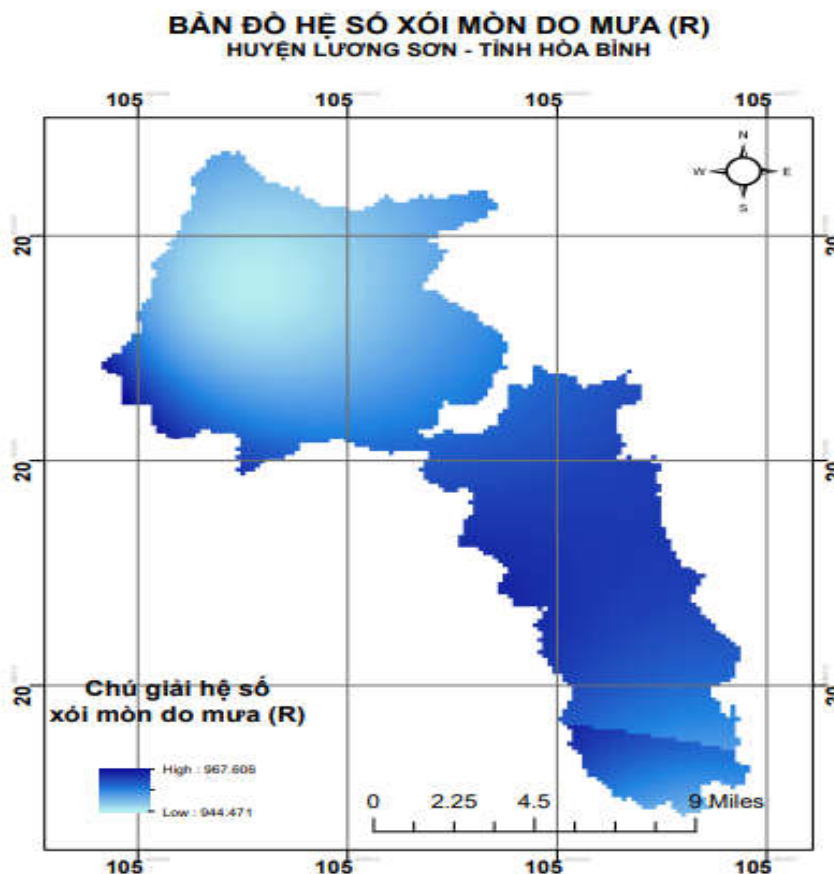 BẢN ĐỒ HỆ SỐ XÓI MÒN DO MƯA (R)
HUYỆN LƯƠNG SƠN - TỈNH HÒA BÌNH
105 105 105 105
N
W E
S
20 20
20 20
20 20
Chú giải hệ số
xói mòn do mưa (R)
High : 967.606
Low : 944.471
0 2.25 4.5 9 Miles
105 105 105 105